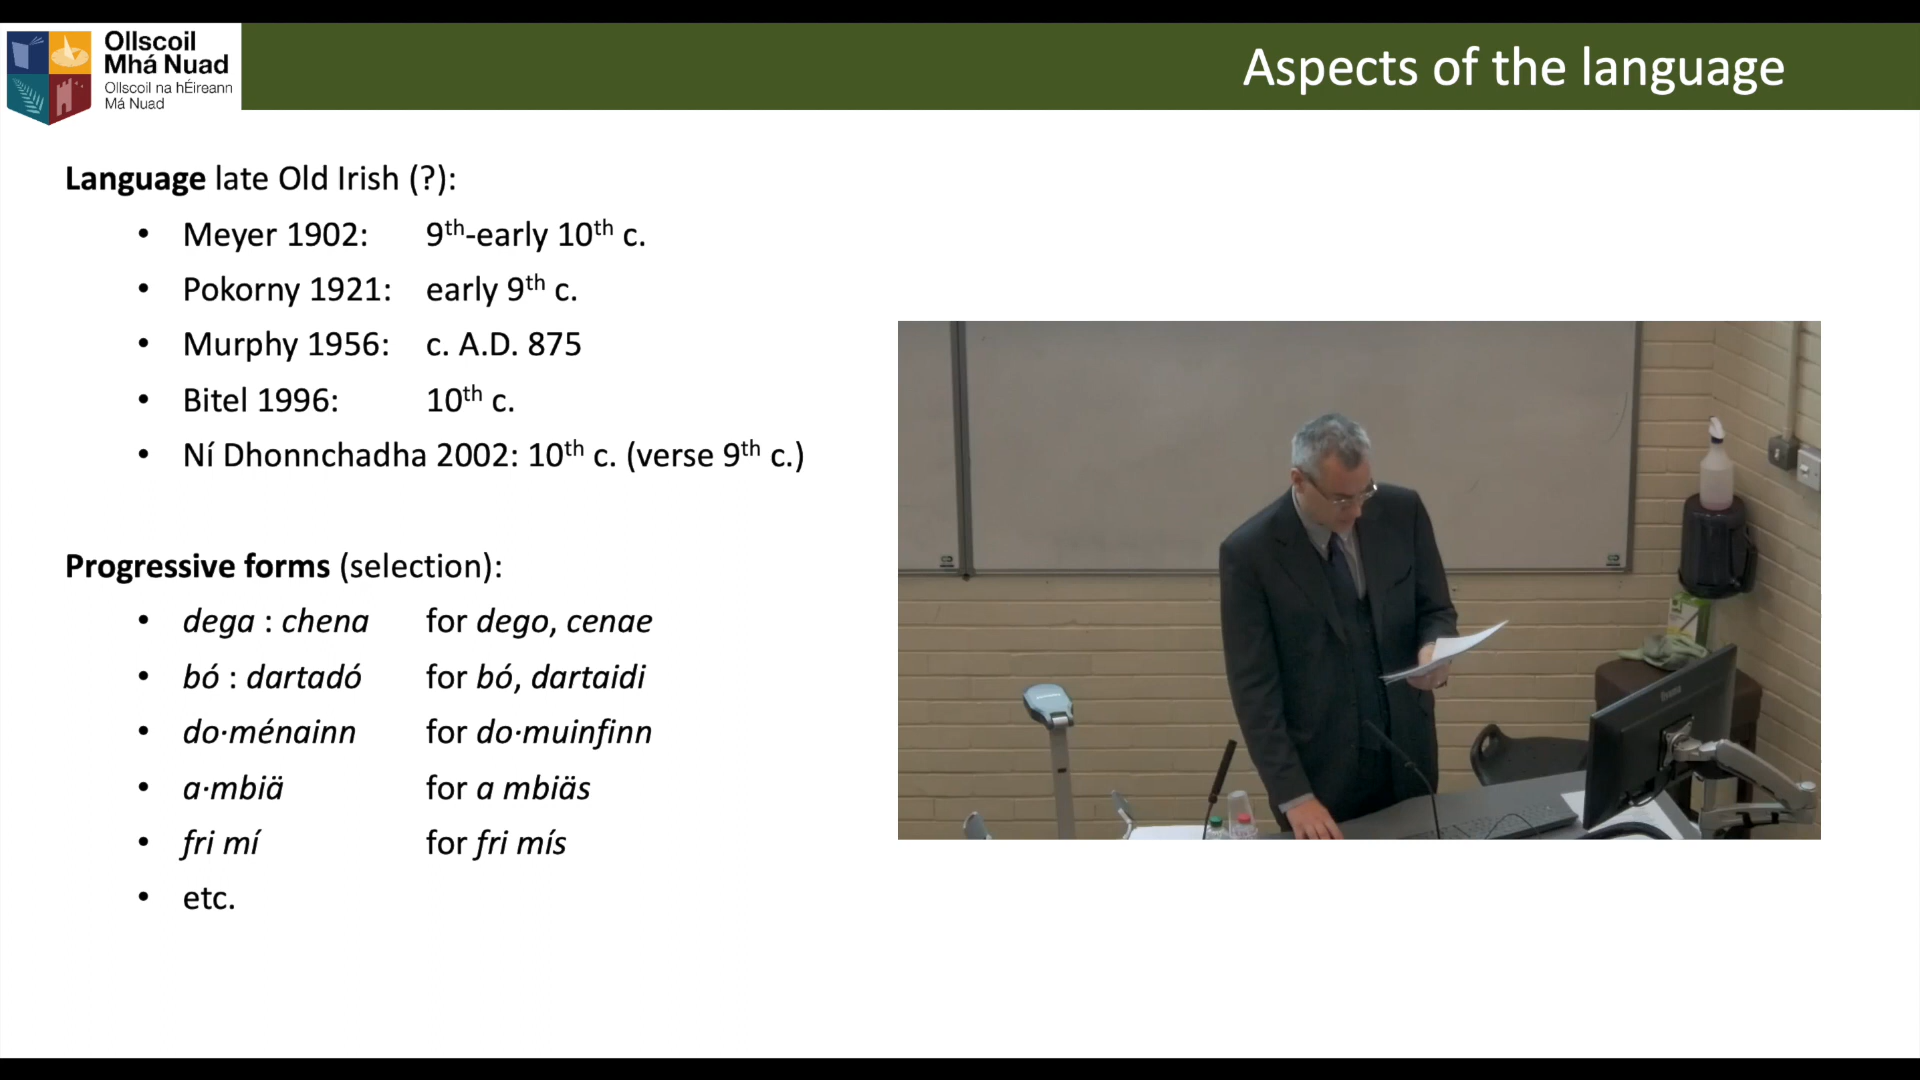 Ollscoil
Mhá Nuad
Ollscoil na hÉireann
Má Nuad
Aspects of the language
Language late Old Irish (?):
• Meyer 1902: 9th-early 10th c.
• Pokorny 1921: early 9th c.
• Murphy 1956: c. A.D. 875
• Bitel 1996: 10th c.
• Ní Dhonnchadha 2002: 10th c. (verse 9th c.)
Progressive forms (selection):
• dega : chena for dego, cenae
• bó : dartadó for bó, dartaidi
• do·ménainn for do·muinfinn
• a·mbiä for a mbiäs
• fri mí for fri mís
• etc.